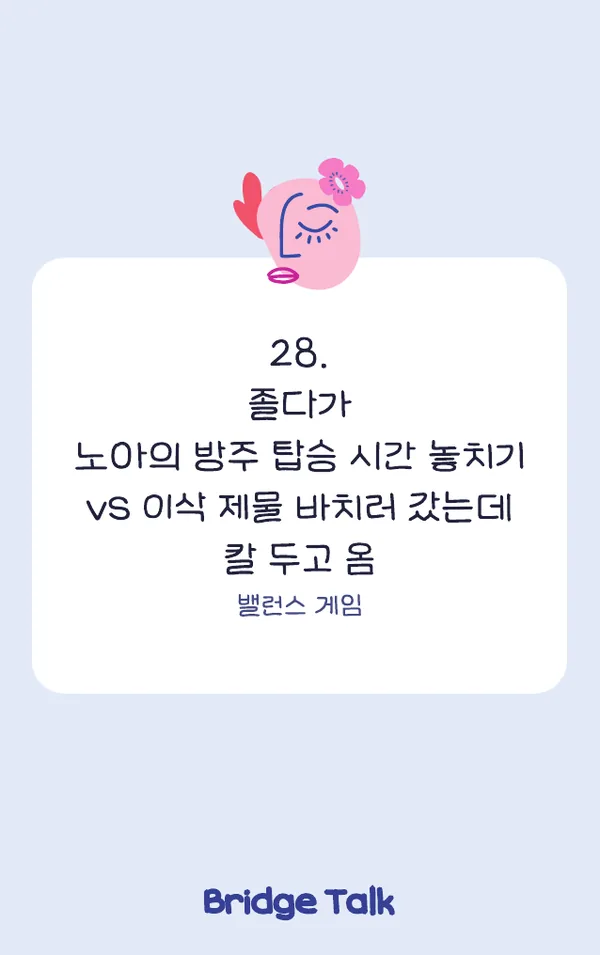 28.
졸다가
노아의 방주 탑승 시간 놓치기
vs 이삭 제물 바치러 갔는데
칼 두고 옴
밸런스 게임
Bridge Talk